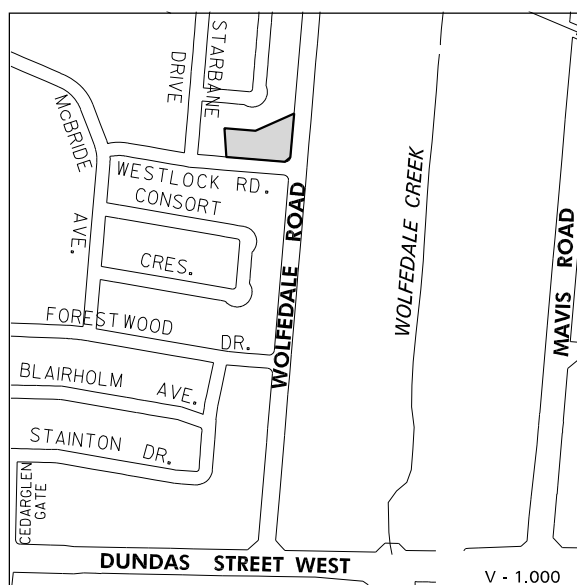 STARBANE
DRIVE
McBRIDE
AVE.
WESTLOCK RD.
CONSORT
CRES.
WOLFEDALE ROAD
WOLFEDALE CREEK
MAVIS ROAD
FORESTWOOD DR.
BLAIRHOLM AVE.
STAINTON DR.
CEDARGLEN
GATE
DUNDAS STREET WEST
V - 1.000